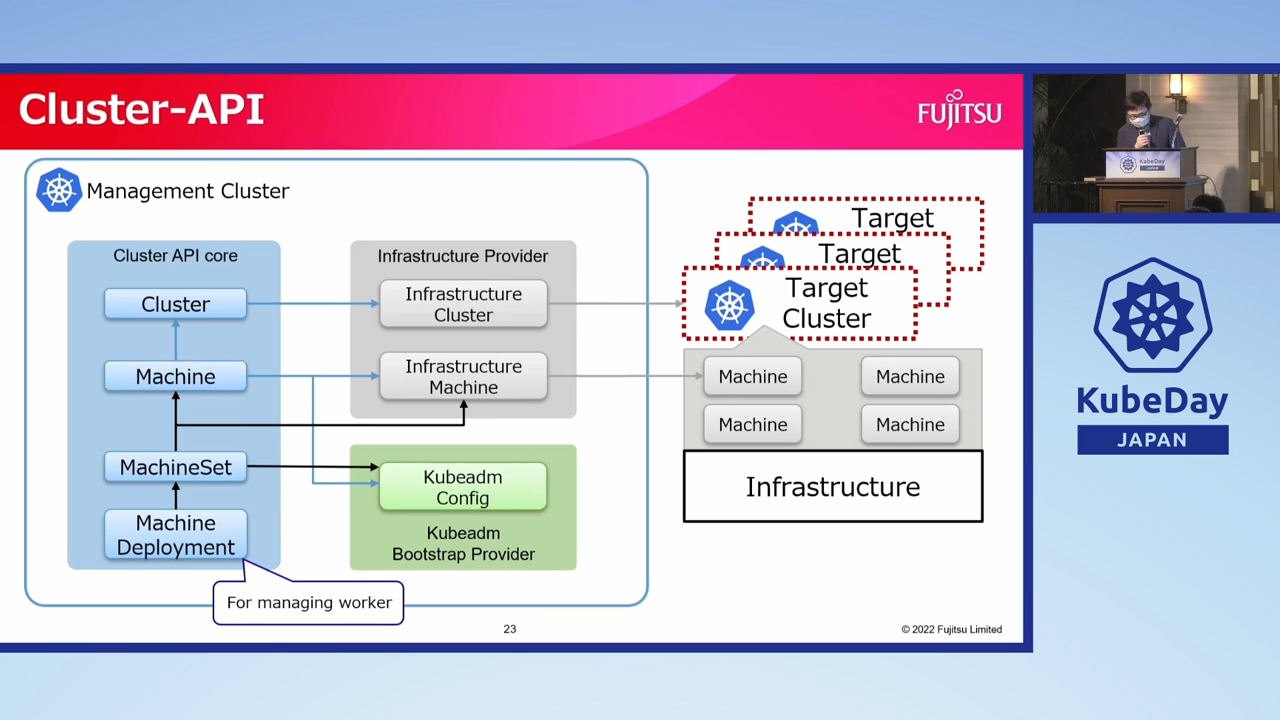 Cluster-API
FUJITSU
Management Cluster
Cluster API core
Cluster
Machine
MachineSet
Machine
Deployment
For managing worker
Infrastructure Provider
Infrastructure
Cluster
Infrastructure
Machine
Kubeadm
Config
Kubeadm
Bootstrap Provider
Target
Target
Target
Cluster
Machine
Machine
Machine
Machine
Infrastructure
23
© 2022 Fujitsu Limited
KubeDay
JAPAN
KubeDay
JAPAN